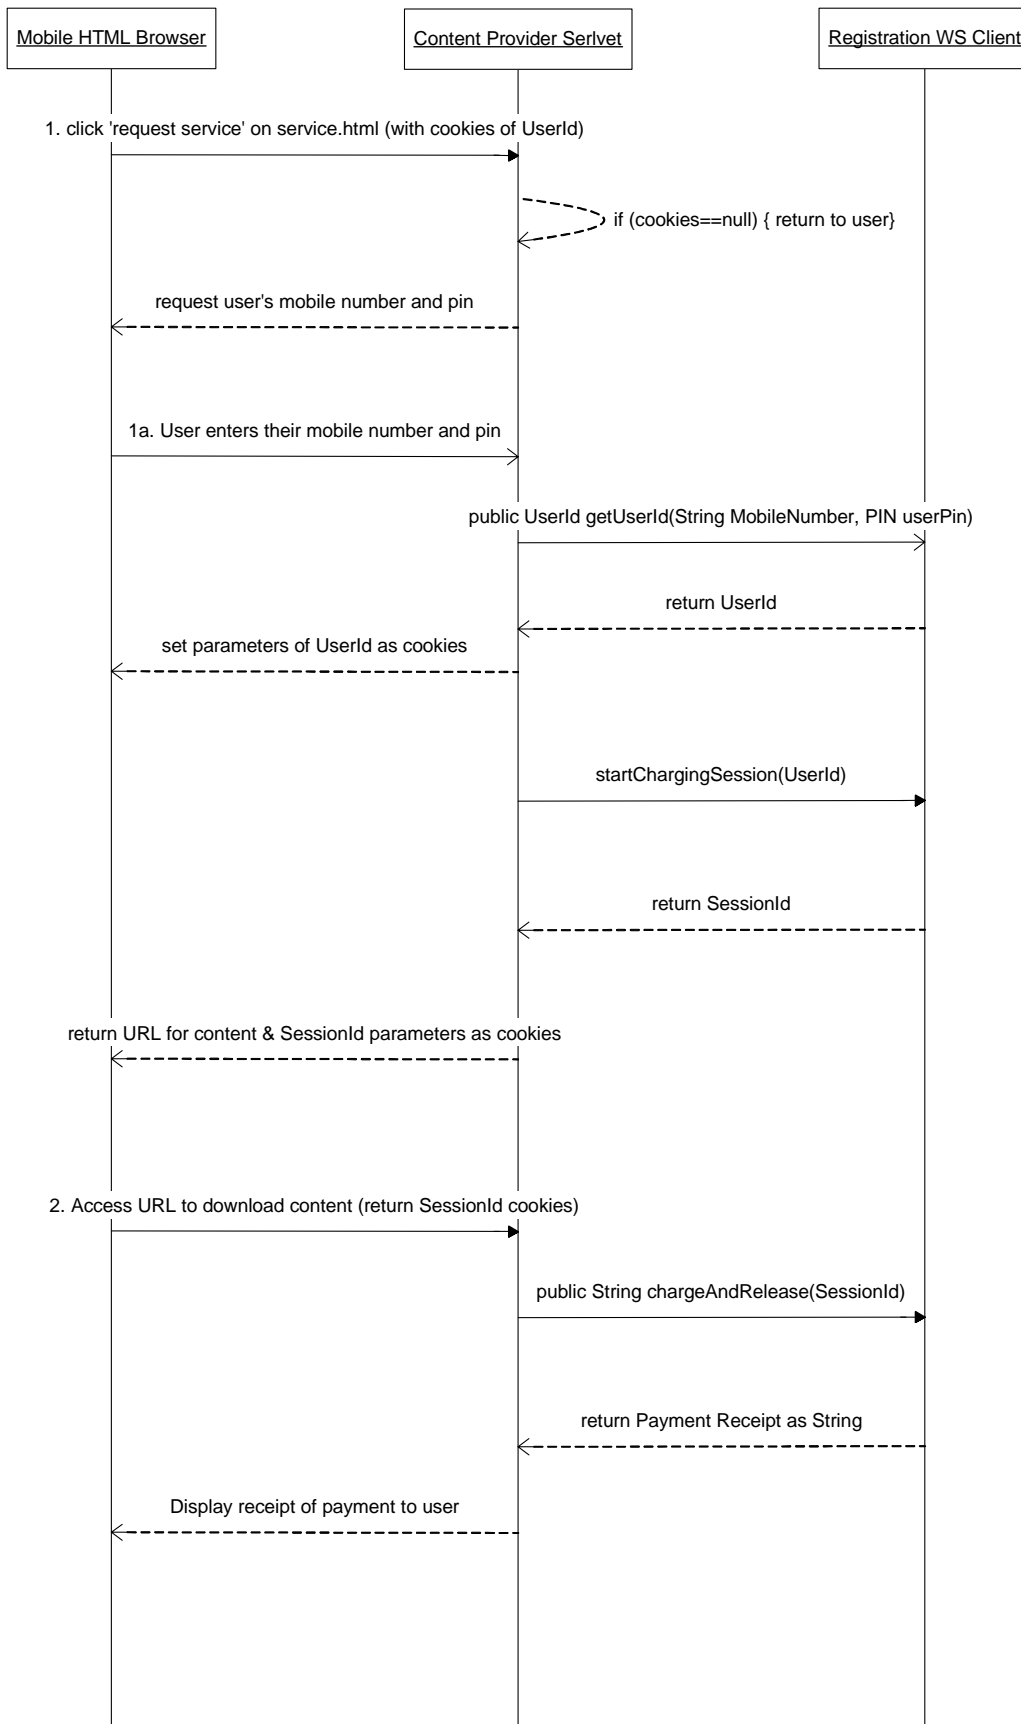 Mobile HTML Browser
Content Provider Serlvet
Registration WS Client
1. click 'request service' on service.html (with cookies of UserId)
if (cookies==null) { return to user}
request user's mobile number and pin
1a. User enters their mobile number and pin
public UserId getUserId(String MobileNumber, PIN userPin)
return UserId
set parameters of UserId as cookies
startChargingSession(UserId)
return SessionId
return URL for content & SessionId parameters as cookies
2. Access URL to download content (return SessionId cookies)
public String chargeAndRelease(SessionId)
return Payment Receipt as String
Display receipt of payment to user